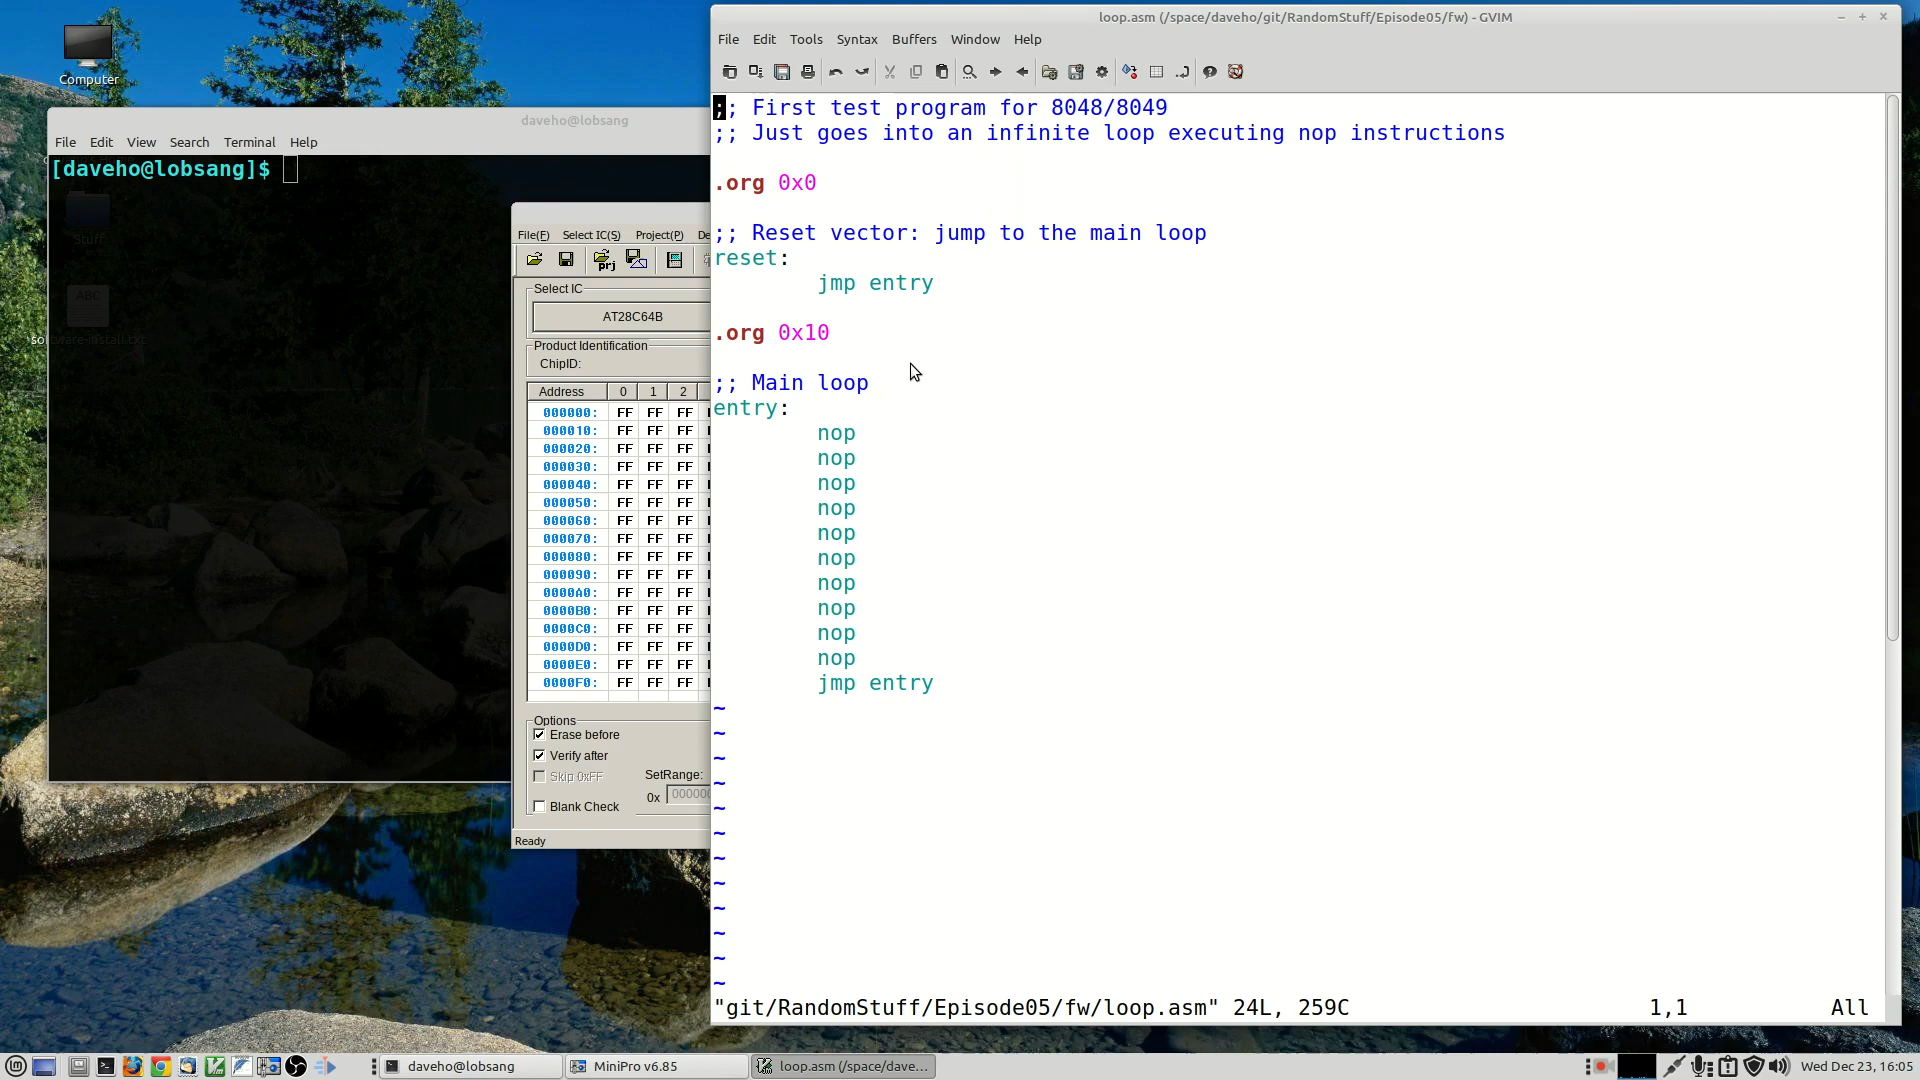 Computer
daveho@lobsang
File Edit View Search Terminal Help
[daveho@lobsang]$
Stuff
ABC
software-install.txt
File(F) Select IC(S) Project(P) De
prj
Select IC
AT28C64B
Product Identification
ChipID:
Address 0 1 2
000000: FF FF FF
000010: FF FF FF
000020: FF FF FF
000030: FF FF FF
000040: FF FF FF
000050: FF FF FF
000060: FF FF FF
000070: FF FF FF
000080: FF FF FF
000090: FF FF FF
0000A0: FF FF FF
0000B0: FF FF FF
0000C0: FF FF FF
0000D0: FF FF FF
0000E0: FF FF FF
0000F0: FF FF FF
Options
Erase before
Verify after
Skip 0xFF
SetRange:
Blank Check
0x 00000
Ready
loop.asm (/space/daveho/git/RandomStuff/Episode05/fw) - GVIM
File Edit Tools Syntax Buffers Window Help
;; First test program for 8048/8049
;; Just goes into an infinite loop executing nop instructions
.org 0x0
;; Reset vector: jump to the main loop
reset:
jmp entry
.org 0x10
;; Main loop
entry:
nop
nop
nop
nop
nop
nop
nop
nop
nop
nop
jmp entry
~
~
~
~
~
~
~
~
~
~
~
~
"git/RandomStuff/Episode05/fw/loop.asm" 24L, 259C 1,1 All
daveho@lobsang
MiniPro v6.85
loop.asm (/space/dave...
Wed Dec 23, 16:05